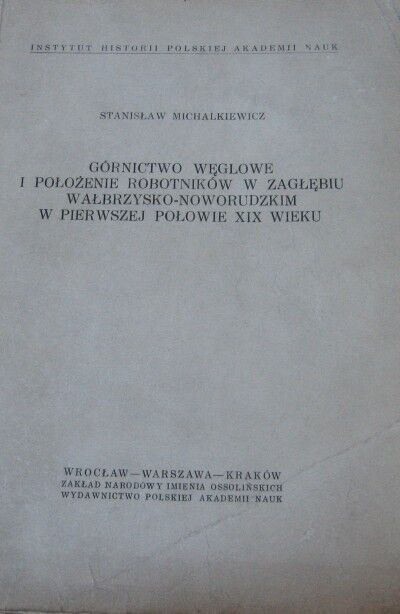 INSTYTUT HISTORII POLSKIEJ AKADEMII NAUK
STANISŁAW MICHALKIEWICZ
GÓRNICTWO WĘGLOWE
I POŁOŻENIE ROBOTNIKÓW W ZAGŁĘBIU
WAŁBRZYSKO-NOWORUDZKIM
W PIERWSZEJ POŁOWIE XIX WIEKU
WROCŁAW—WARSZAWA—KRAKÓW
ZAKŁAD NARODOWY IMIENIA OSSOLIŃSKICH
WYDAWNICTWO POLSKIEJ AKADEMII NAUK